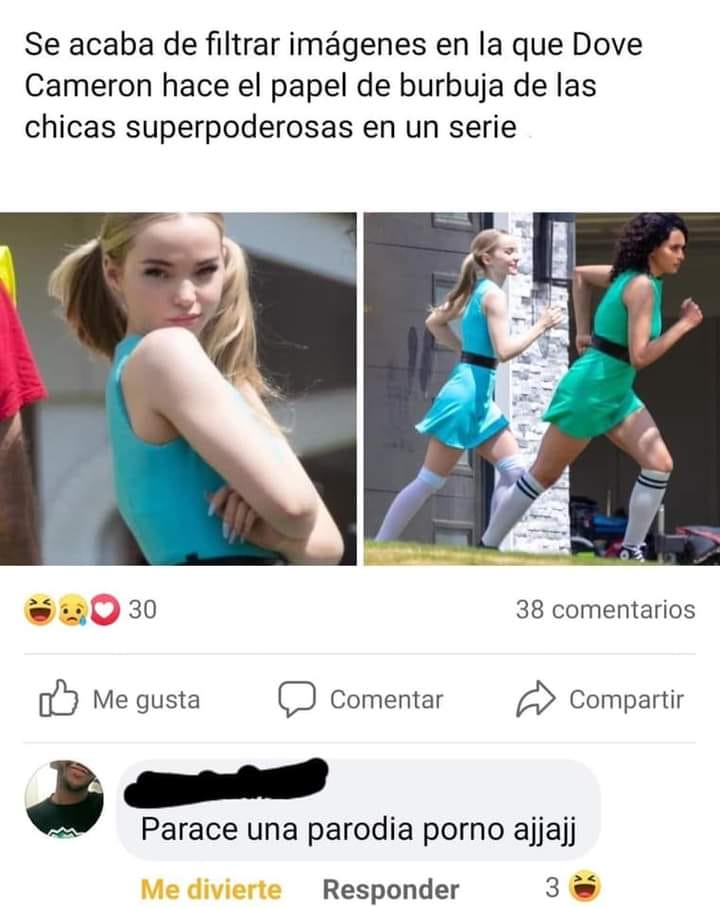 Se acaba de filtrar imágenes en la que Dove
Cameron hace el papel de burbuja de las
chicas superpoderosas en un serie
30
38 comentarios
Me gusta
Comentar
Compartir
Parace una parodia porno ajjajj
Me divierte
Responder
3